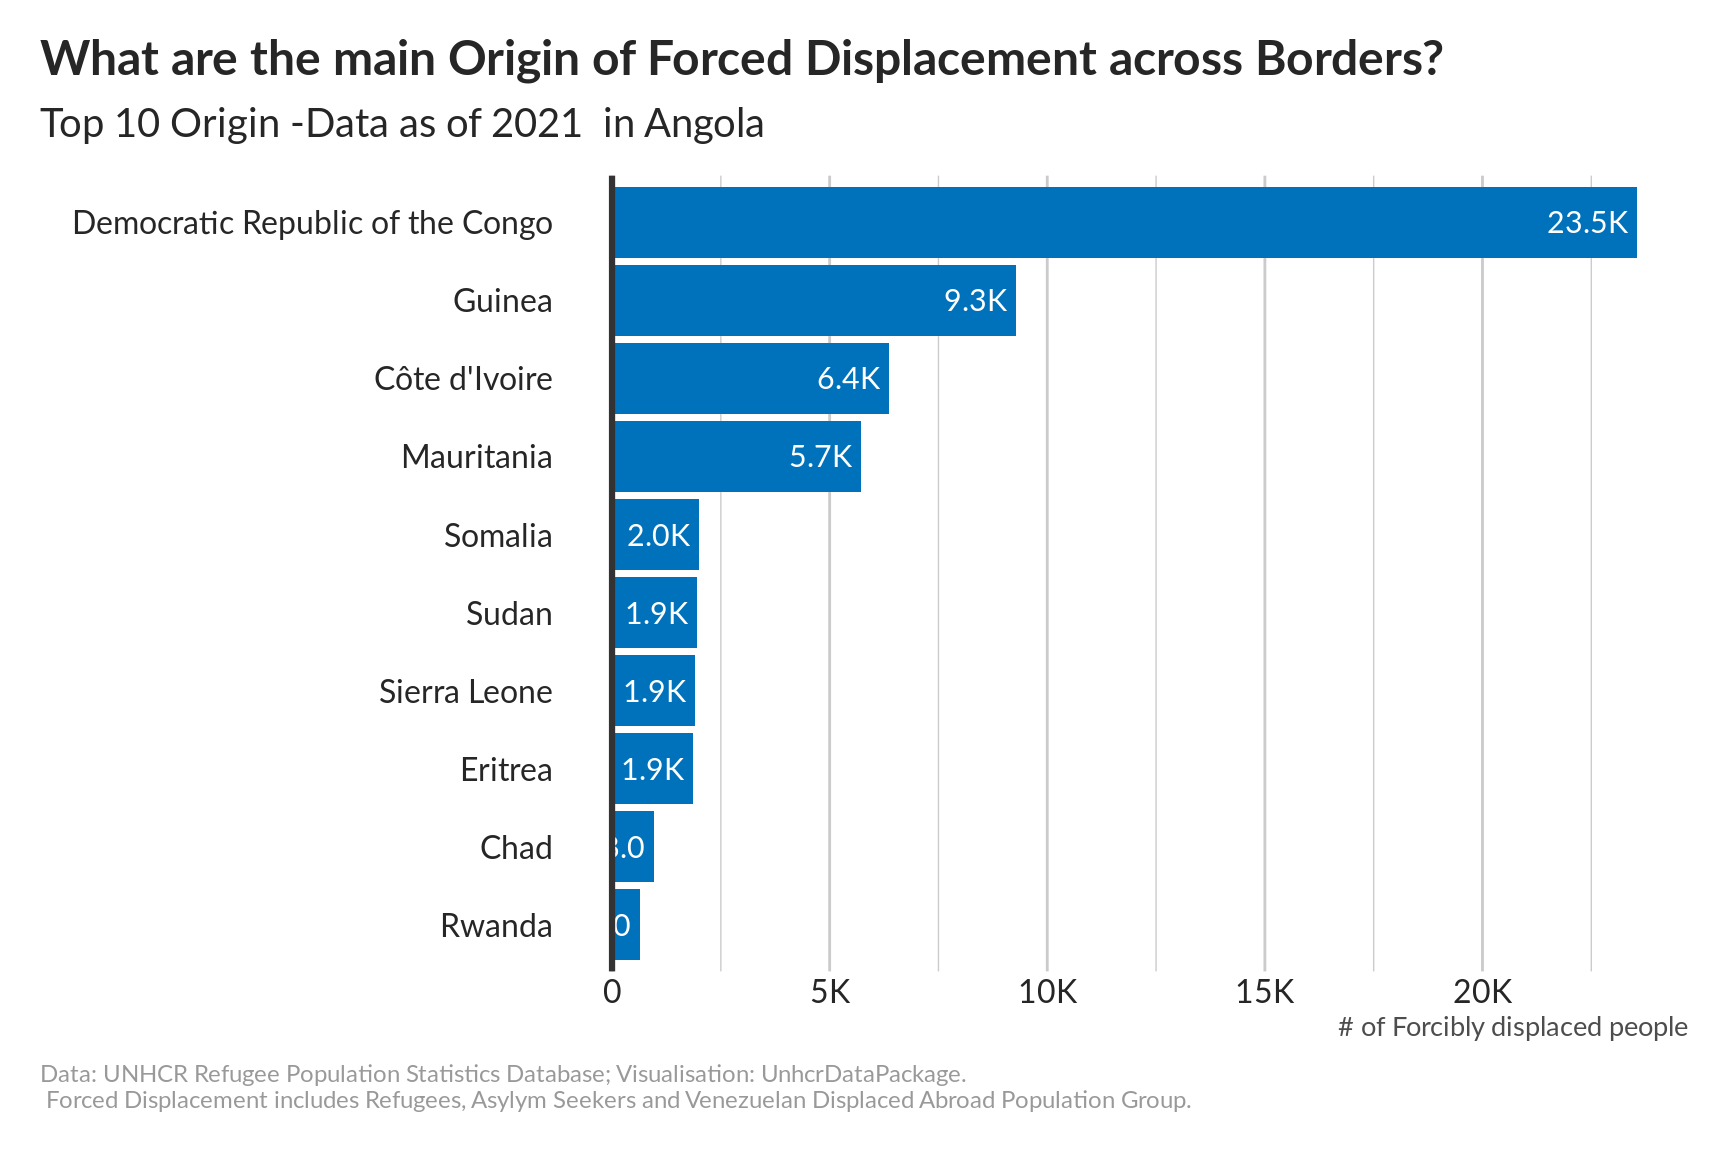 What are the main Origin of Forced Displacement across Borders?
Top 10 Origin -Data as of 2021  in Angola
Democratic Republic of the Congo 23.5K
Guinea 9.3K
Côte d'Ivoire 6.4K
Mauritania 5.7K
Somalia 2.0K
Sudan 1.9K
Sierra Leone 1.9K
Eritrea 1.9K
Chad .0
Rwanda 0
0 5K 10K 15K 20K
# of Forcibly displaced people
Data: UNHCR Refugee Population Statistics Database; Visualisation: UnhcrDataPackage.
Forced Displacement includes Refugees, Asylym Seekers and Venezuelan Displaced Abroad Population Group.